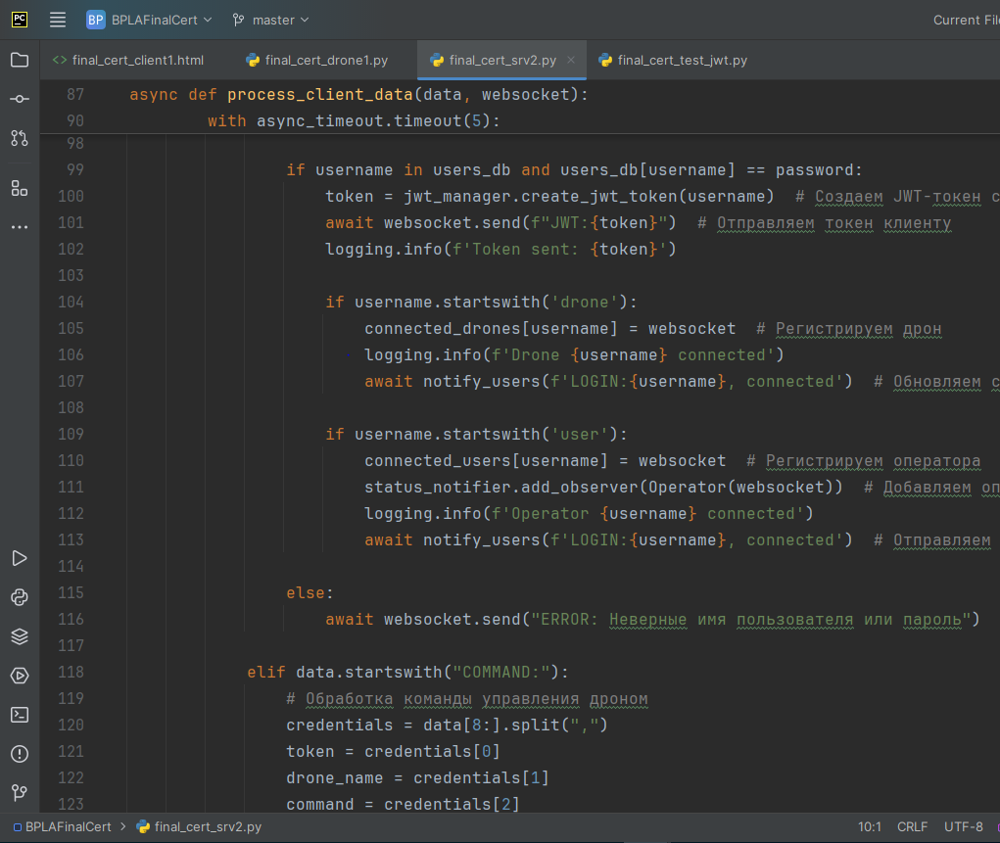 PC BP BPLAFinalCert master Current File
<> final_cert_client1.html final_cert_drone1.py final_cert_srv2.py × final_cert_test_jwt.py
87 async def process_client_data(data, websocket):
90 with async_timeout.timeout(5):
98
99 if username in users_db and users_db[username] == password:
100 token = jwt_manager.create_jwt_token(username) # Создаем JWT-токен с
101 await websocket.send(f"JWT:{token}") # Отправляем токен клиенту
102 logging.info(f'Token sent: {token}')
103
104 if username.startswith('drone'):
105 connected_drones[username] = websocket # Регистрируем дрон
106 logging.info(f'Drone {username} connected')
107 await notify_users(f'LOGIN:{username}, connected') # Обновляем с
108
109 if username.startswith('user'):
110 connected_users[username] = websocket # Регистрируем оператора
111 status_notifier.add_observer(Operator(websocket)) # Добавляем оп
112 logging.info(f'Operator {username} connected')
113 await notify_users(f'LOGIN:{username}, connected') # Отправляем
114
115 else:
116 await websocket.send("ERROR: Неверные имя пользователя или пароль")
117
118 elif data.startswith("COMMAND:"):
119 # Обработка команды управления дроном
120 credentials = data[8:].split(",")
121 token = credentials[0]
122 drone_name = credentials[1]
123 command = credentials[2]
BPLAFinalCert > final_cert_srv2.py 10:1 CRLF UTF-8